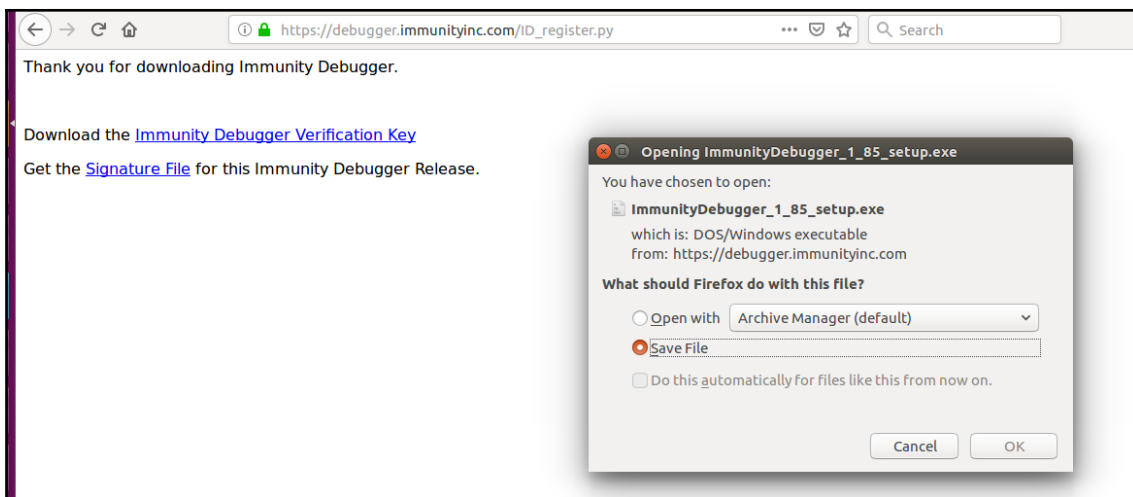 https://debugger.immunityinc.com/ID_register.py
Search
Thank you for downloading Immunity Debugger.
Download the Immunity Debugger Verification Key
Get the Signature File for this Immunity Debugger Release.
Opening ImmunityDebugger_1_85_setup.exe
You have chosen to open:
ImmunityDebugger_1_85_setup.exe
which is: DOS/Windows executable
from: https://debugger.immunityinc.com
What should Firefox do with this file?
Open with Archive Manager (default)
Save File
Do this automatically for files like this from now on.
Cancel OK